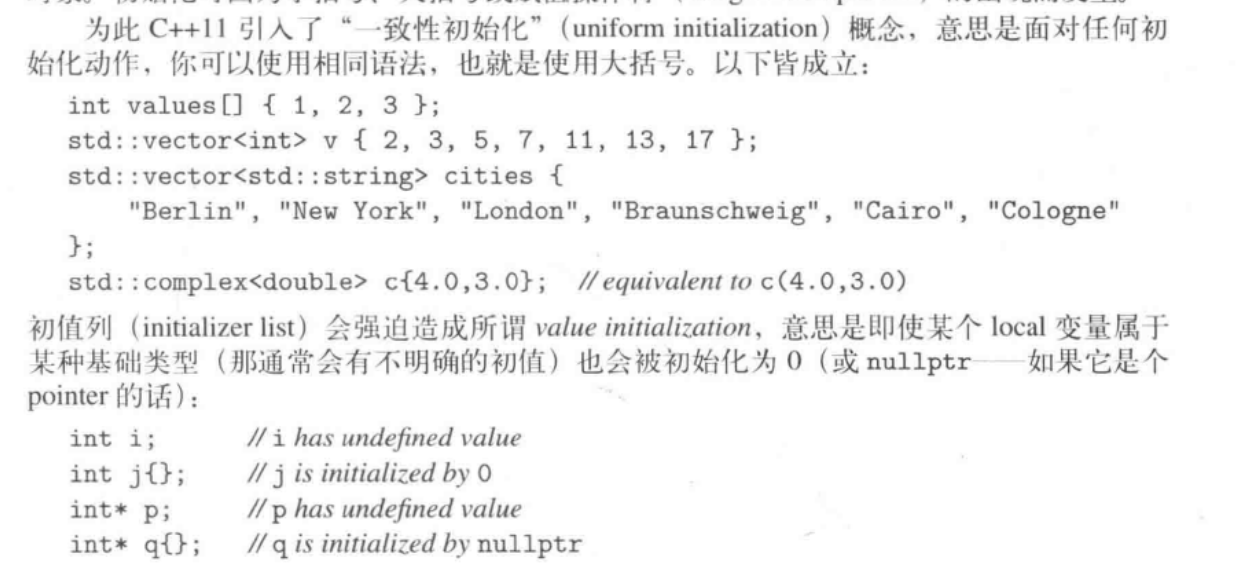 为此 C++11 引入了“一致性初始化”(uniform initialization) 概念，意思是面对任何初
始化动作，你可以使用相同语法，也就是使用大括号。以下皆成立：
int values[] { 1, 2, 3 };
std::vector<int> v { 2, 3, 5, 7, 11, 13, 17 };
std::vector<std::string> cities {
"Berlin", "New York", "London", "Braunschweig", "Cairo", "Cologne"
};
std::complex<double> c{4.0,3.0}; // equivalent to c(4.0,3.0)
初值列（initializer list）会强迫造成所谓 value initialization，意思是即使某个 local 变量属于
某种基础类型（那通常会有不明确的初值）也会被初始化为 0（或 nullptr——如果它是个
pointer 的话）：
int i; // i has undefined value
int j{}; // j is initialized by 0
int* p; // p has undefined value
int* q{}; // q is initialized by nullptr